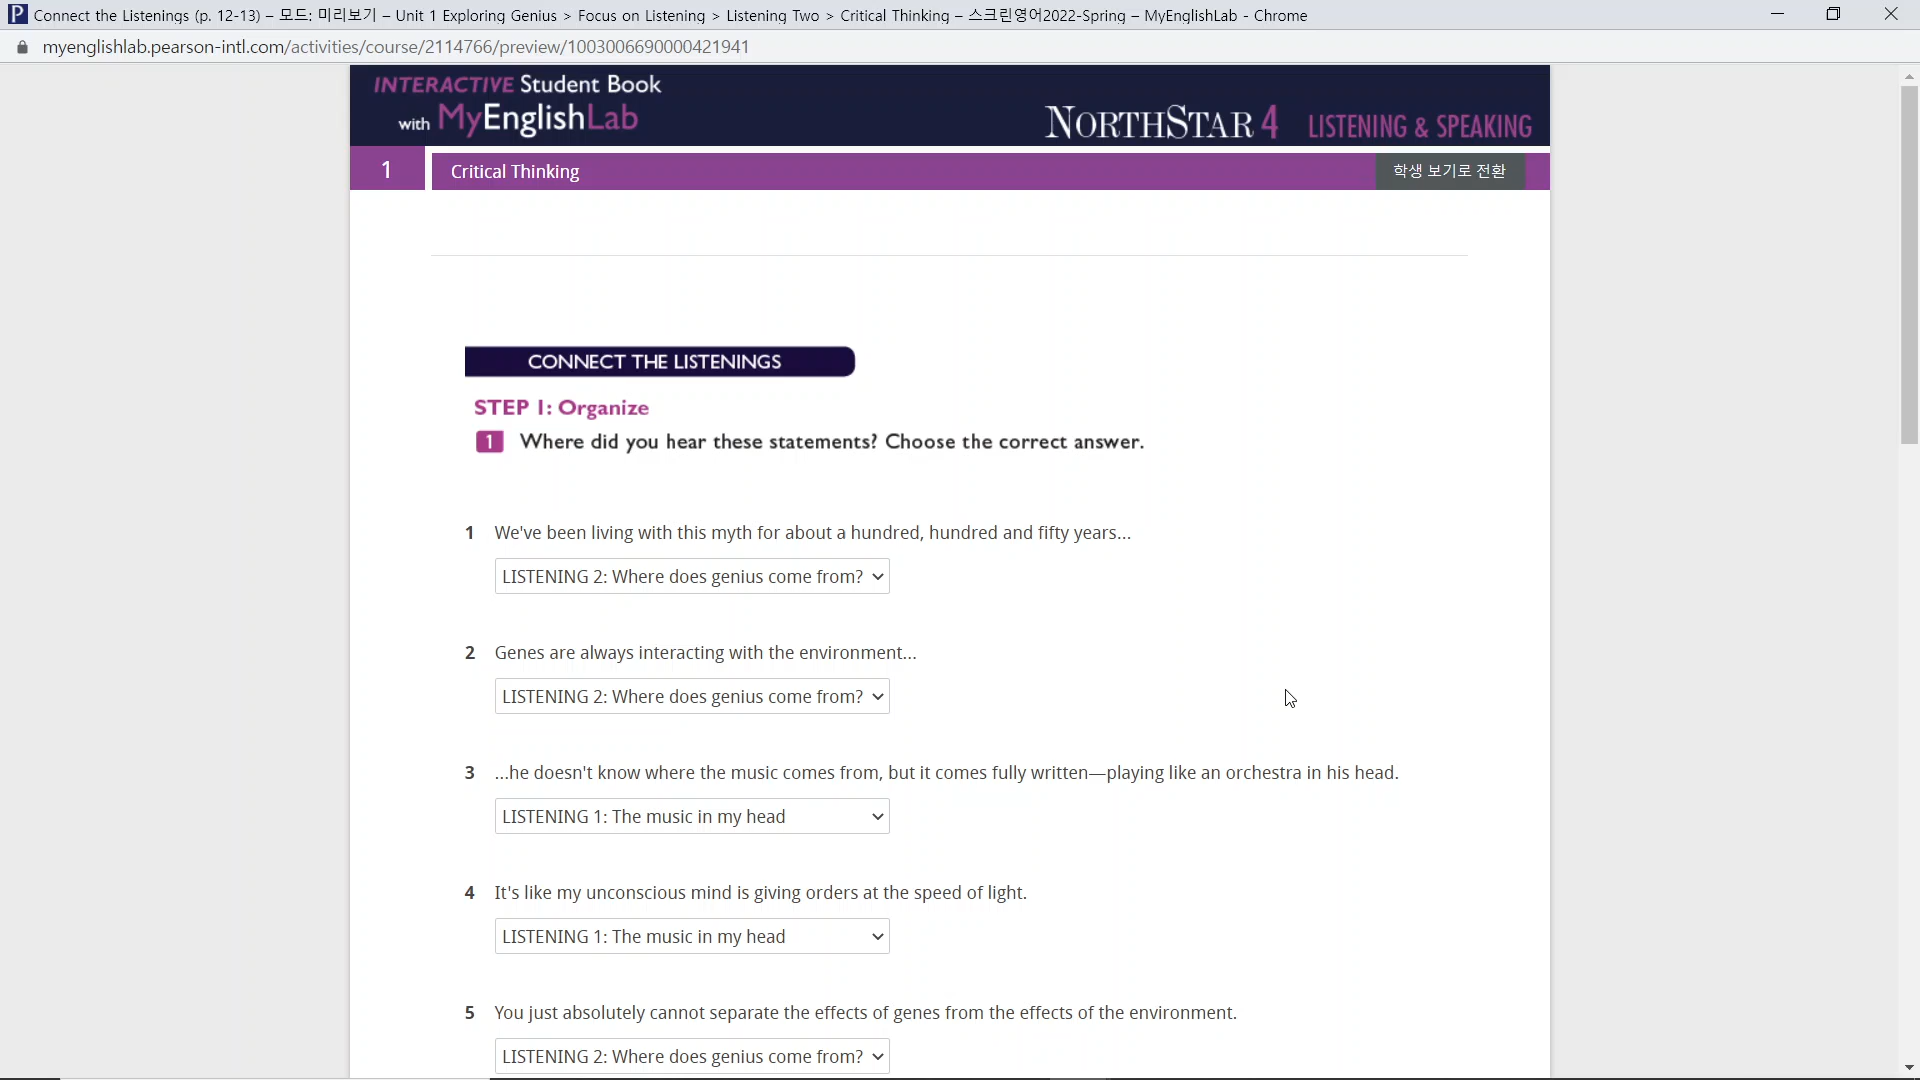 Connect the Listenings (p. 12-13) – 모드: 미리보기 – Unit 1 Exploring Genius > Focus on Listening > Listening Two > Critical Thinking – 스크린영어2022-Spring – MyEnglishLab - Chrome
myenglishlab.pearson-intl.com/activities/course/2114766/preview/1003006690000421941
INTERACTIVE Student Book
with MyEnglishLab
NORTHSTAR 4 LISTENING & SPEAKING
1 Critical Thinking 학생 보기로 전환
CONNECT THE LISTENINGS
STEP 1: Organize
1 Where did you hear these statements? Choose the correct answer.
1 We've been living with this myth for about a hundred, hundred and fifty years...
LISTENING 2: Where does genius come from?
2 Genes are always interacting with the environment...
LISTENING 2: Where does genius come from?
3 ...he doesn't know where the music comes from, but it comes fully written—playing like an orchestra in his head.
LISTENING 1: The music in my head
4 It's like my unconscious mind is giving orders at the speed of light.
LISTENING 1: The music in my head
5 You just absolutely cannot separate the effects of genes from the effects of the environment.
LISTENING 2: Where does genius come from?